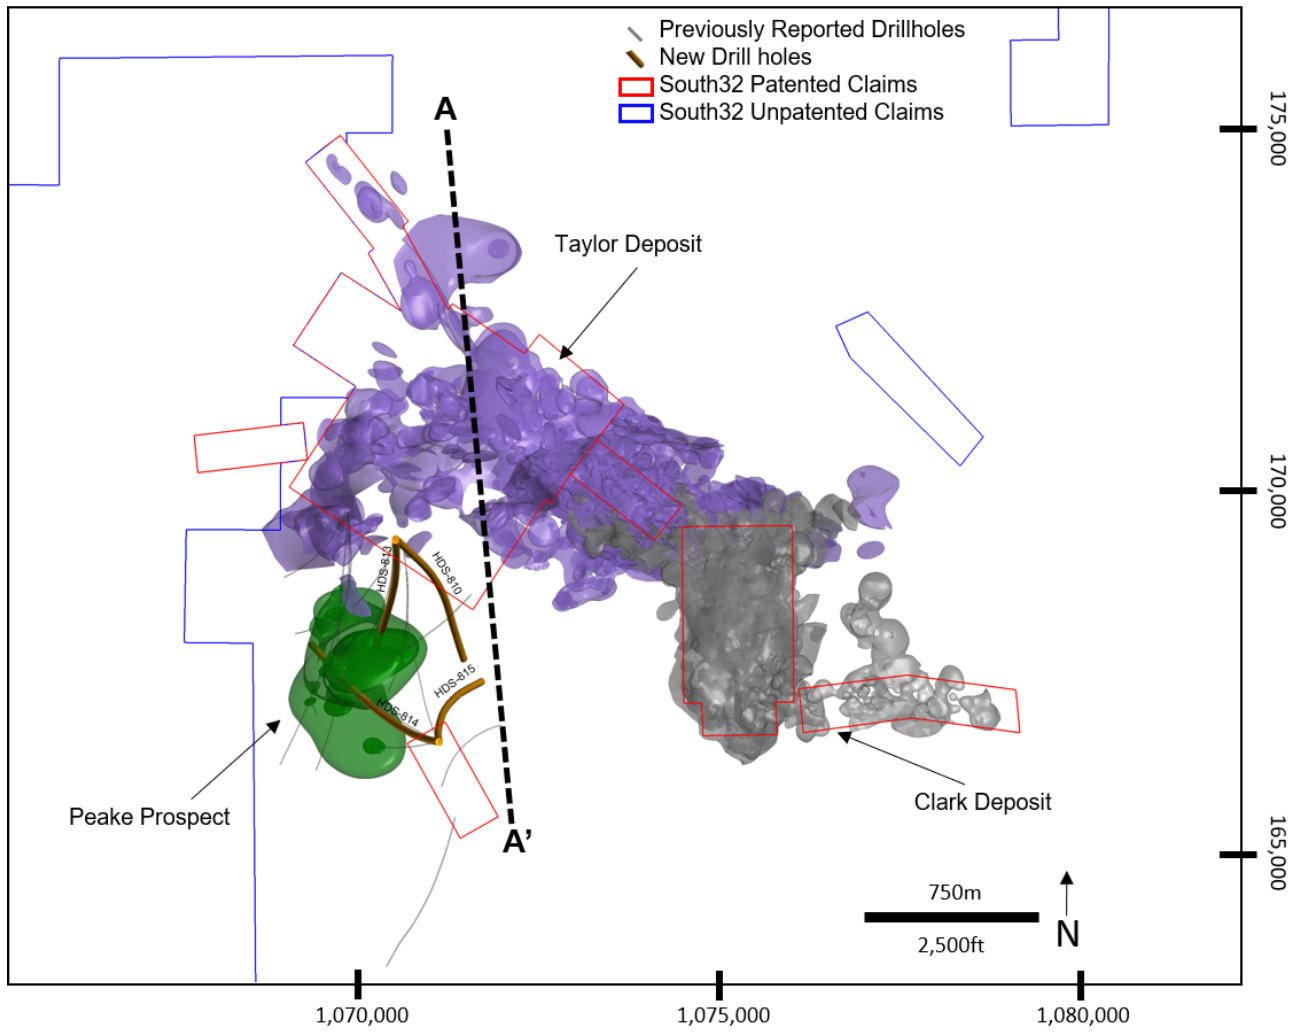 Previously Reported Drillholes
New Drill holes
South32 Patented Claims
South32 Unpatented Claims
A
175,000
Taylor Deposit
170,000
HDS-813
HDS-810
HDS-815
HDS-814
Peake Prospect
Clark Deposit
A’
165,000
750m
2,500ft
N
1,070,000
1,075,000
1,080,000